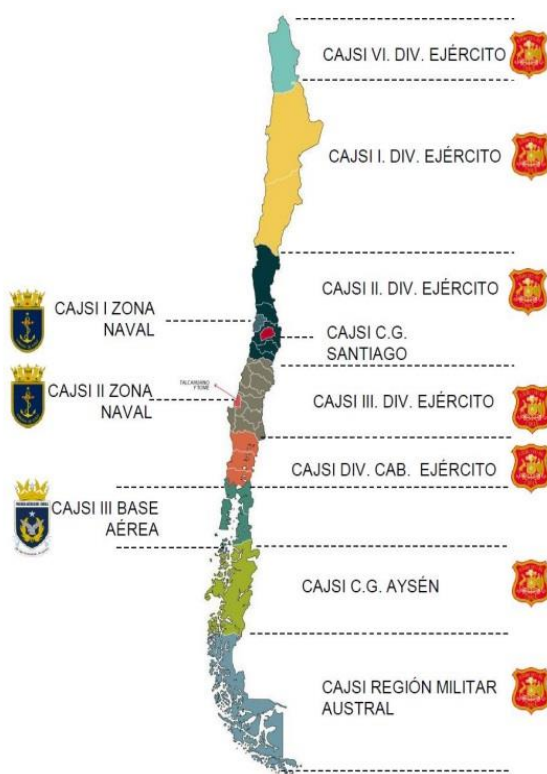 CAJSI VI. DIV. EJÉRCITO
CAJSI I. DIV. EJÉRCITO
CAJSI II. DIV. EJÉRCITO
CAJSI I ZONA
NAVAL
CAJSI C.G.
SANTIAGO
TALCAHUANO
Y TOMÉ
CAJSI II ZONA
NAVAL
CAJSI III. DIV. EJÉRCITO
CAJSI DIV. CAB. EJÉRCITO
CAJSI III BASE
AÉREA
CAJSI C.G. AYSÉN
CAJSI REGIÓN MILITAR
AUSTRAL